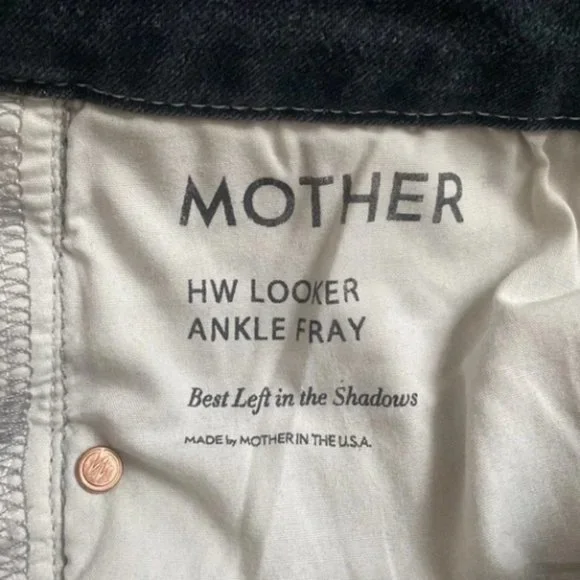 MOTHER
HW LOOKER
ANKLE FRAY
Best Left in the Shadows
MADE by MOTHER IN THE U.S.A.